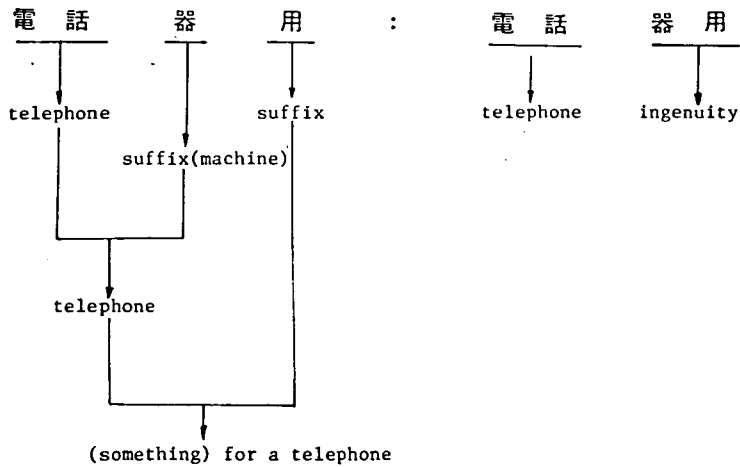 電話 器 用 : 電話 器用
telephone suffix telephone ingenuity
suffix(machine)
telephone
(something) for a telephone